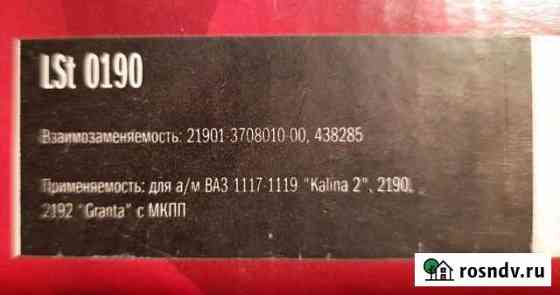 LSt 0190
Взаимозаменяемость: 21901-3708010-00, 438285
Применяемость: для а/м ВАЗ 1117-1119 "Kalina 2", 2190,
2192 "Granta" с МКПП
rosndv.ru